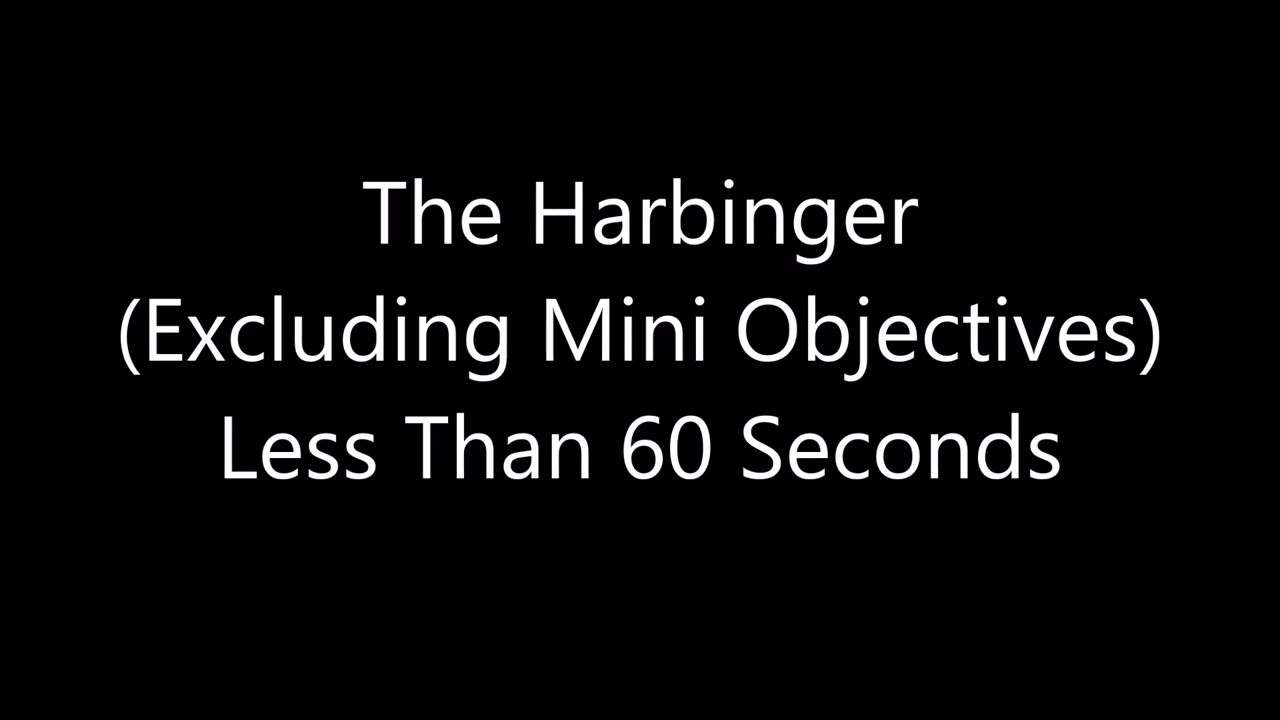 The Harbinger
(Excluding Mini Objectives)
Less Than 60 Seconds